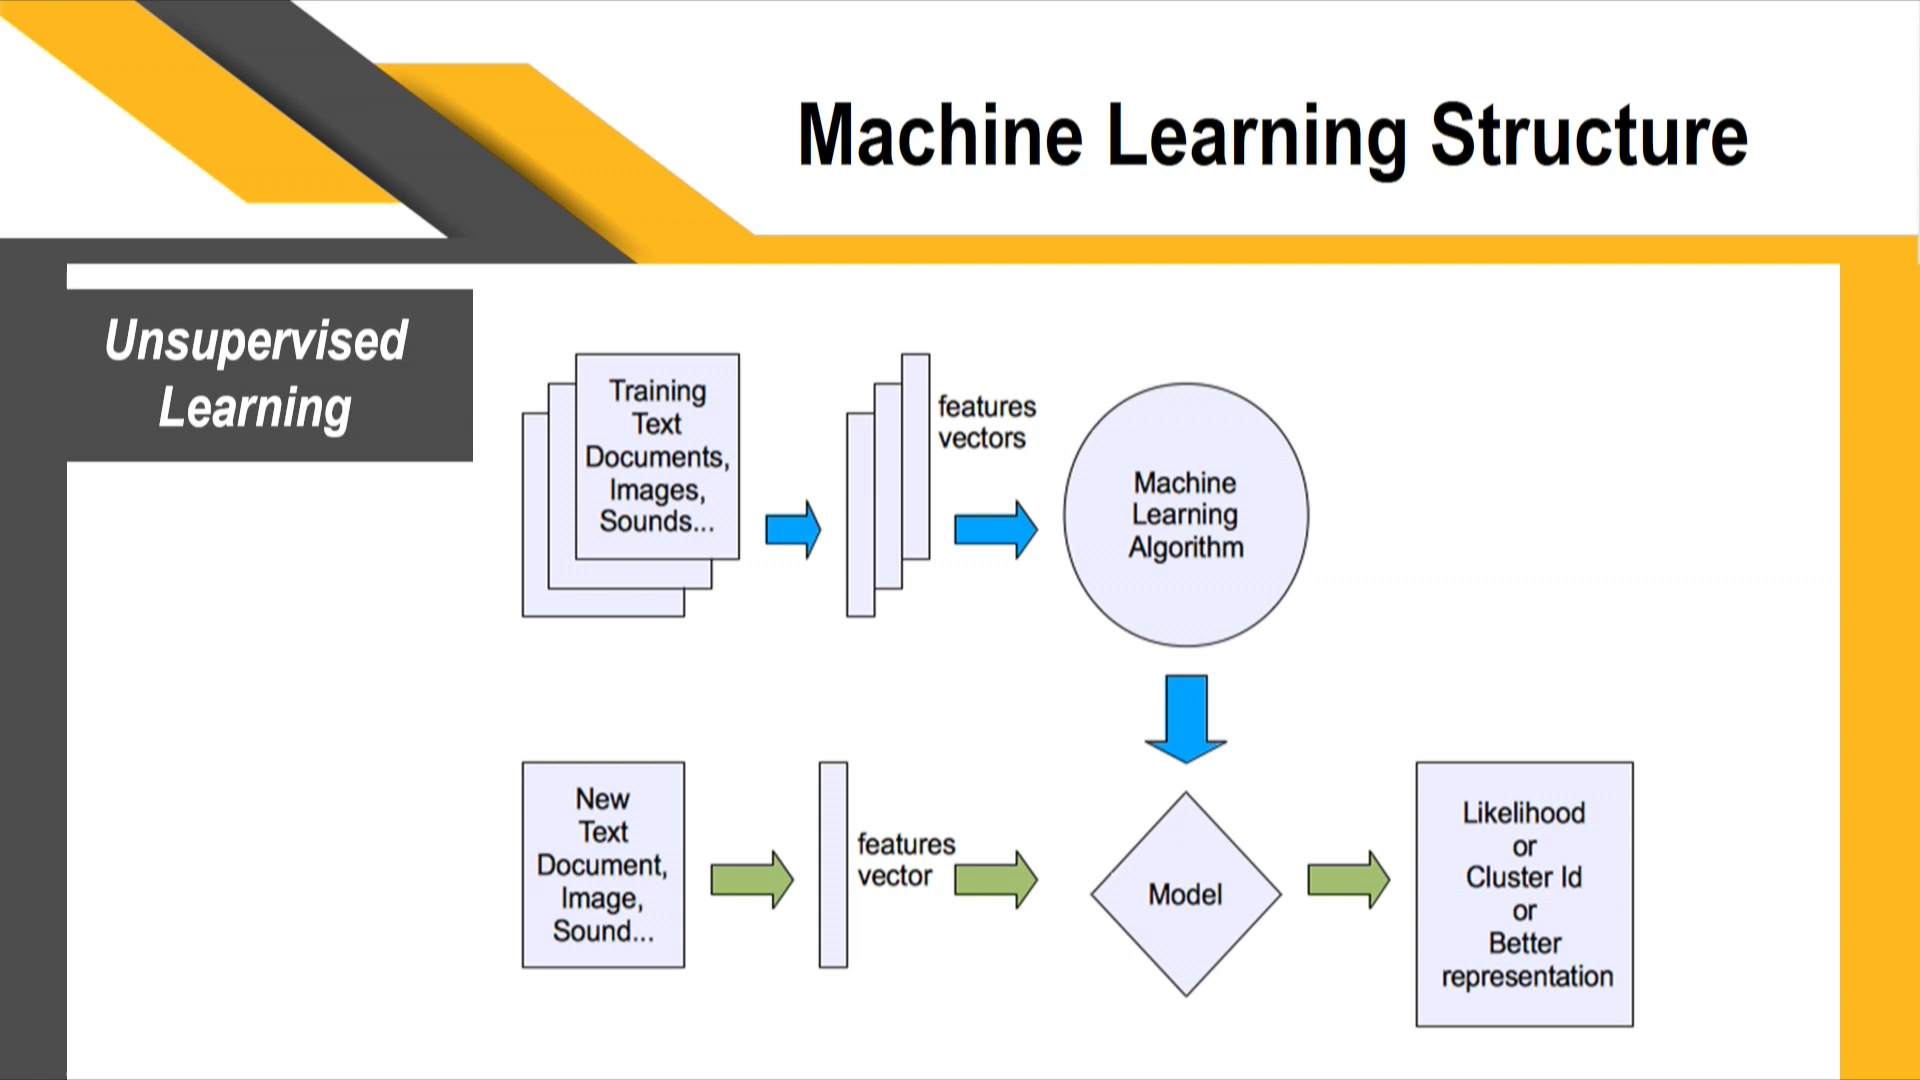 Machine Learning Structure
Unsupervised
Learning
Training
Text
Documents,
Images,
Sounds...
features
vectors
Machine
Learning
Algorithm
New
Text
Document,
Image,
Sound...
features
vector
Model
Likelihood
or
Cluster Id
or
Better
representation